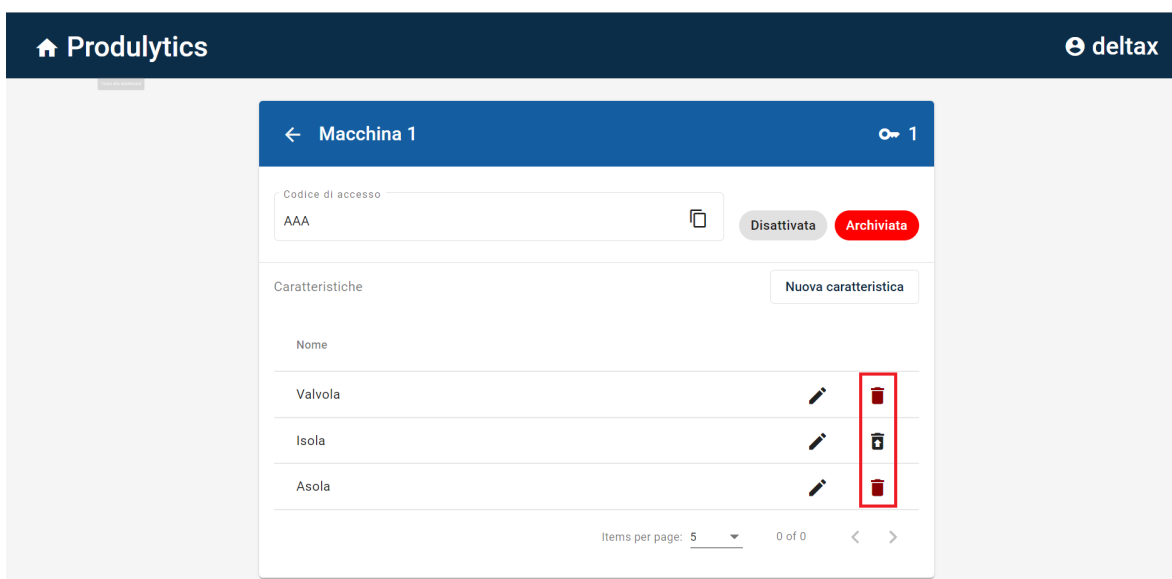 Produlytics
deltax
Macchina 1
1
Codice di accesso
AAA
Disattivata
Archiviata
Caratteristiche
Nuova caratteristica
Nome
Valvola
Isola
Asola
Items per page: 5
0 of 0